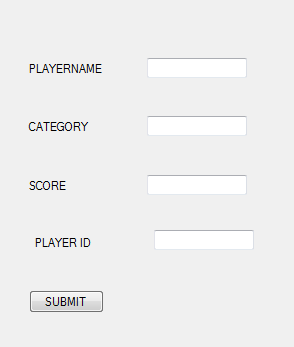 PLAYERNAME
CATEGORY
SCORE
PLAYER ID
SUBMIT